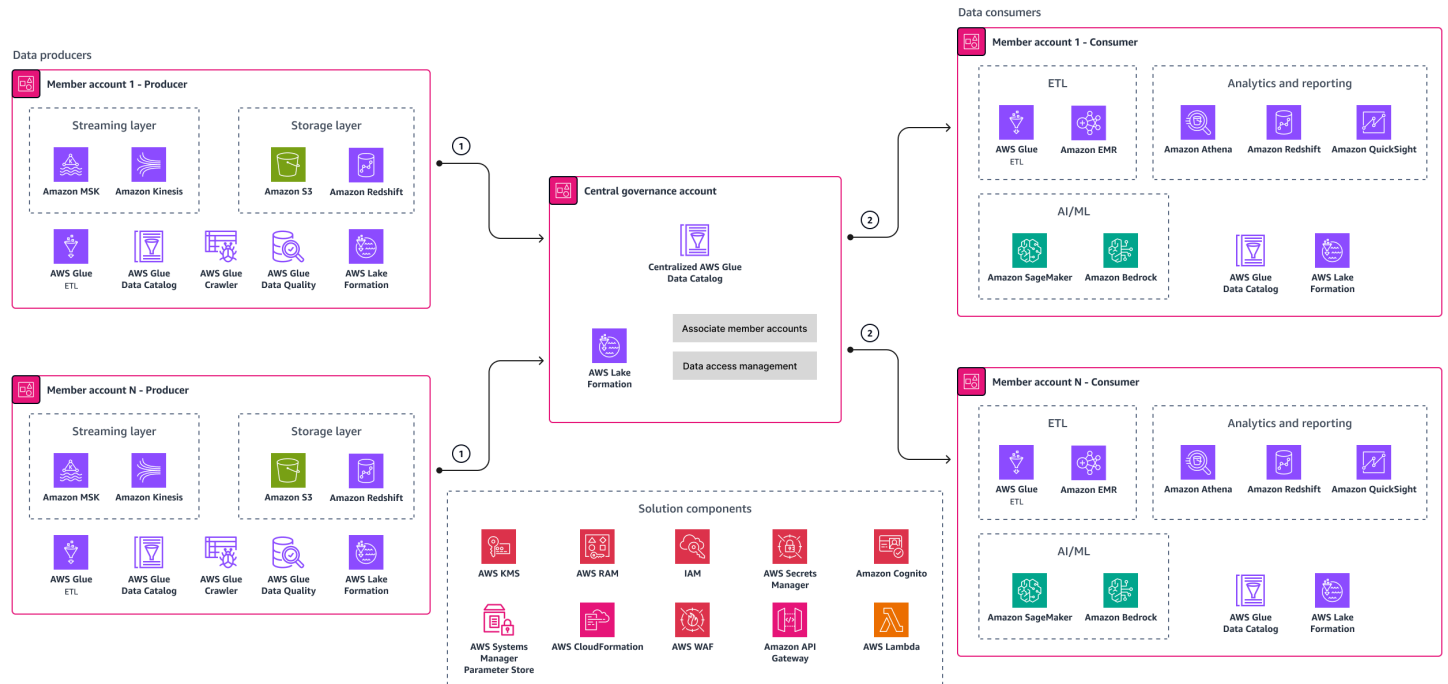 Data producers
Member account 1 - Producer
Streaming layer
Amazon MSK
Amazon Kinesis
Storage layer
Amazon S3
Amazon Redshift
AWS Glue
ETL
AWS Glue
Data Catalog
AWS Glue
Crawler
AWS Glue
Data Quality
AWS Lake
Formation
1
Member account N - Producer
Streaming layer
Amazon MSK
Amazon Kinesis
Storage layer
Amazon S3
Amazon Redshift
AWS Glue
ETL
AWS Glue
Data Catalog
AWS Glue
Crawler
AWS Glue
Data Quality
AWS Lake
Formation
1
Central governance account
Centralized AWS Glue
Data Catalog
AWS Lake
Formation
Associate member accounts
Data access management
2
2
Solution components
AWS KMS
AWS RAM
IAM
AWS Secrets
Manager
Amazon Cognito
AWS Systems
Manager
Parameter Store
AWS CloudFormation
AWS WAF
Amazon API
Gateway
AWS Lambda
Data consumers
Member account 1 - Consumer
ETL
AWS Glue
ETL
Amazon EMR
Analytics and reporting
Amazon Athena
Amazon Redshift
Amazon QuickSight
AI/ML
Amazon SageMaker
Amazon Bedrock
AWS Glue
Data Catalog
AWS Lake
Formation
Member account N - Consumer
ETL
AWS Glue
ETL
Amazon EMR
Analytics and reporting
Amazon Athena
Amazon Redshift
Amazon QuickSight
AI/ML
Amazon SageMaker
Amazon Bedrock
AWS Glue
Data Catalog
AWS Lake
Formation